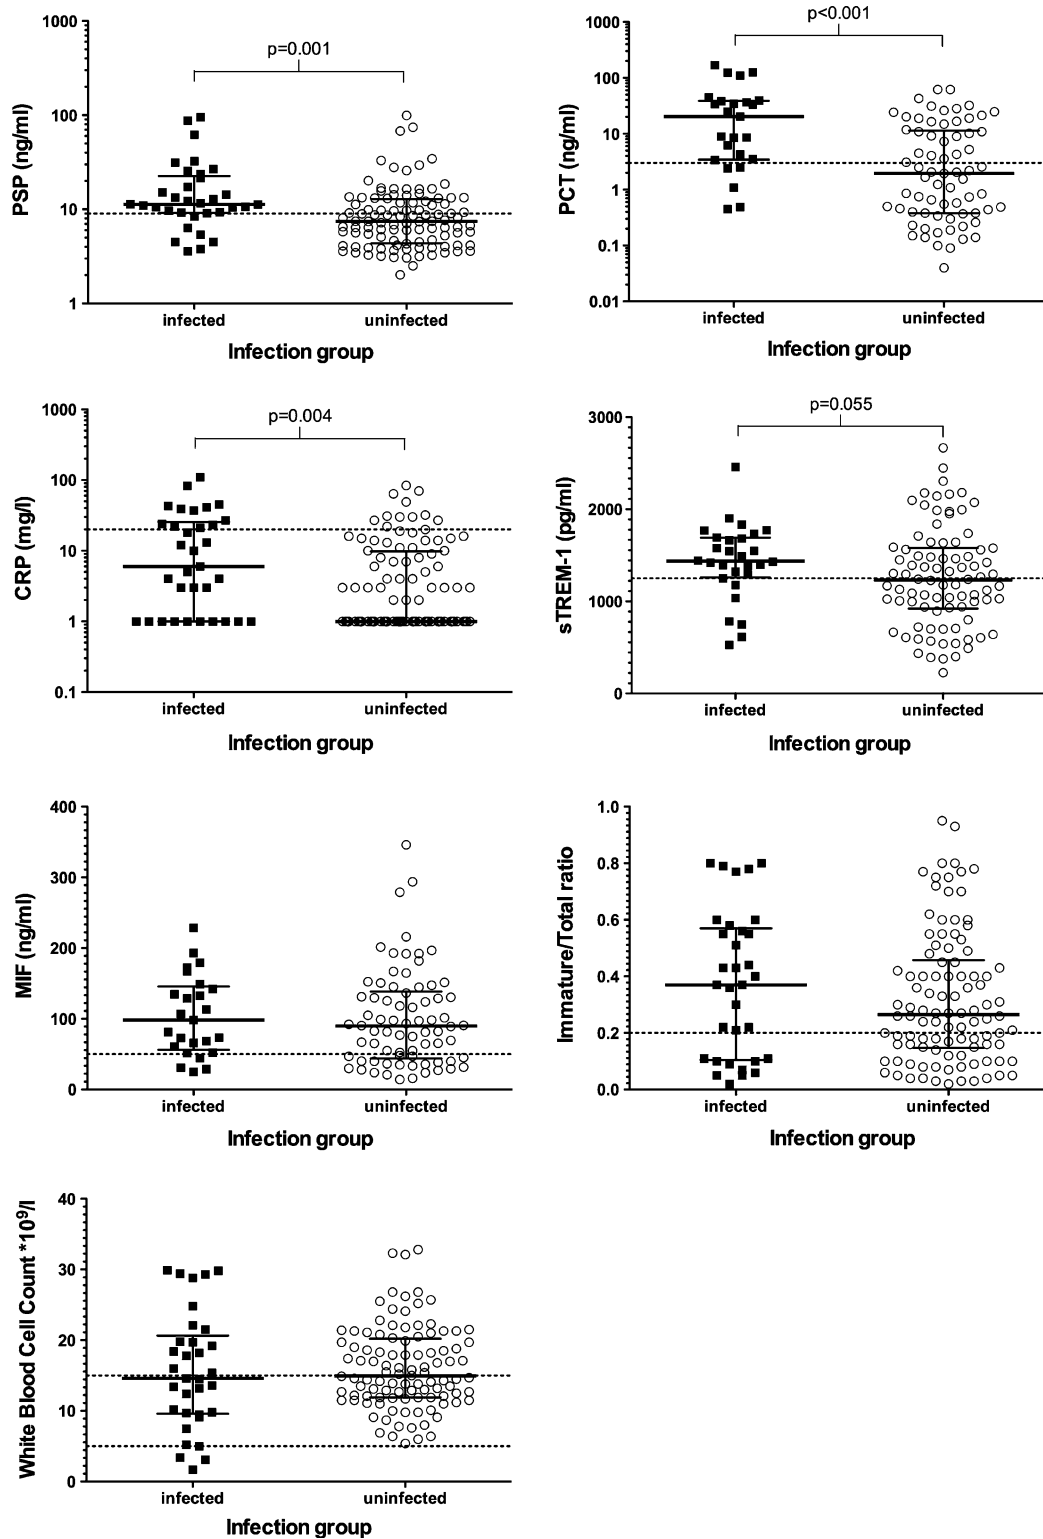 p=0.001
PSP (ng/ml)
1000
100
10
1
infected
uninfected
Infection group
p<0.001
PCT (ng/ml)
1000
100
10
1
0.1
0.01
infected
uninfected
Infection group
p=0.004
CRP (mg/l)
1000
100
10
1
0.1
infected
uninfected
Infection group
p=0.055
sTREM-1 (pg/ml)
3000
2000
1000
0
infected
uninfected
Infection group
MIF (ng/ml)
400
300
200
100
0
infected
uninfected
Infection group
Immature/Total ratio
1.0
0.8
0.6
0.4
0.2
0.0
infected
uninfected
Infection group
White Blood Cell Count *10⁹/l
40
30
20
10
0
infected
uninfected
Infection group